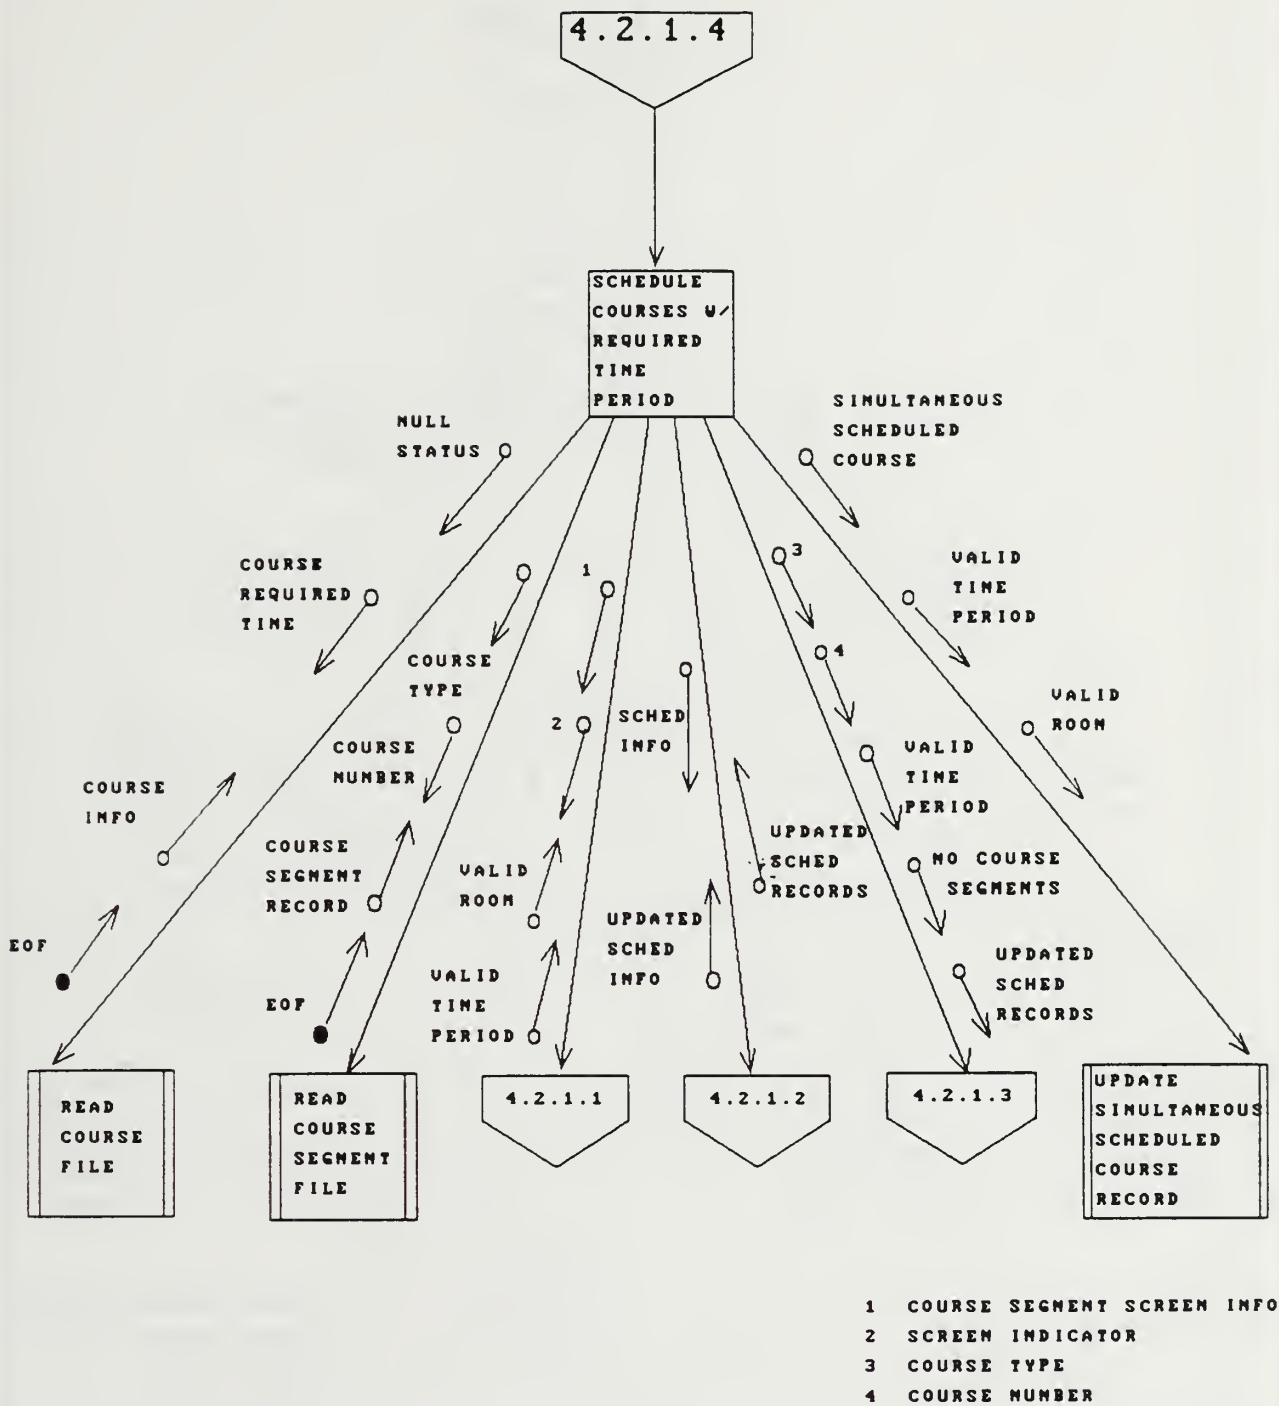 4.2.1.4
SCHEDULE
COURSES W/
REQUIRED
TIME
PERIOD
NULL
STATUS
SIMULTANEOUS
SCHEDULED
COURSE
COURSE
REQUIRED
TIME
1
3
VALID
TIME
PERIOD
COURSE
TYPE
4
2
SCHED
INFO
VALID
ROOM
COURSE
NUMBER
VALID
TIME
PERIOD
COURSE
INFO
COURSE
SEGMENT
RECORD
VALID
ROOM
UPDATED
SCHED
RECORDS
NO COURSE
SEGMENTS
EOF
UPDATED
SCHED
INFO
UPDATED
SCHED
RECORDS
EOF
VALID
TIME
PERIOD
READ
COURSE
FILE
READ
COURSE
SEGMENT
FILE
4.2.1.1
4.2.1.2
4.2.1.3
UPDATE
SIMULTANEOUS
SCHEDULED
COURSE
RECORD
1 COURSE SEGMENT SCREEN INFO
2 SCREEN INDICATOR
3 COURSE TYPE
4 COURSE NUMBER